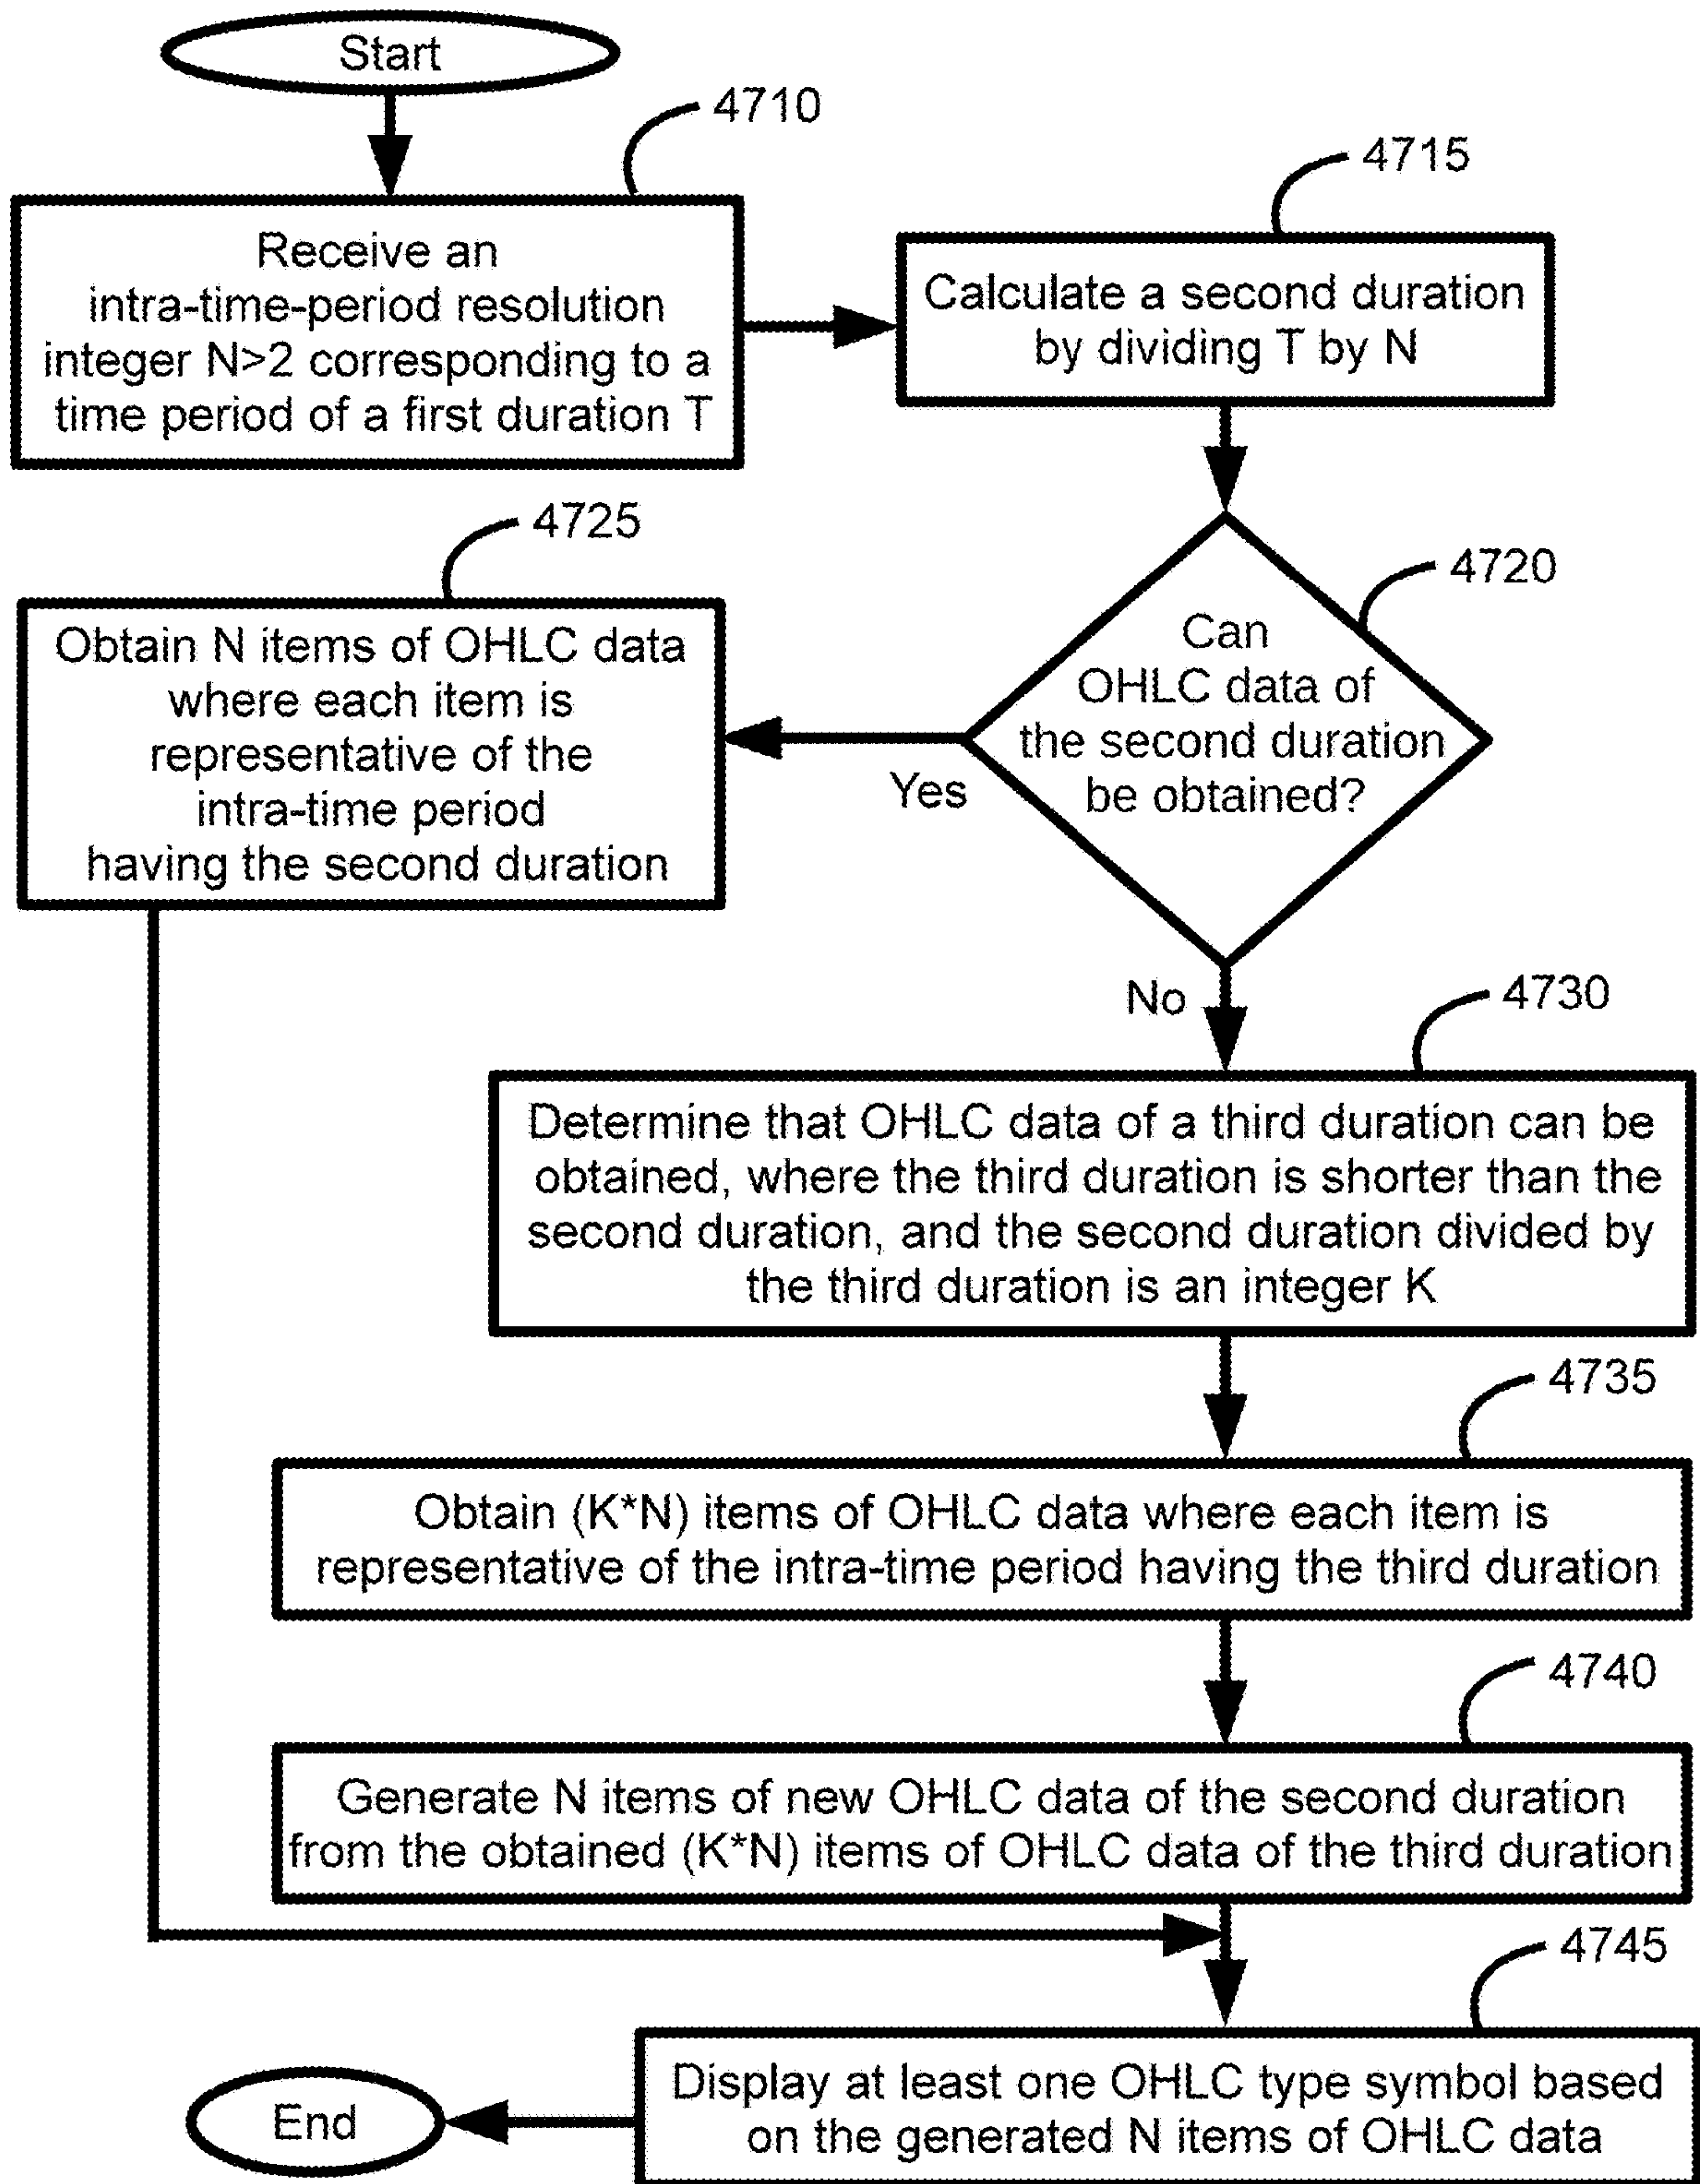 Start
4710
Receive an
intra-time-period resolution
integer N>2 corresponding to a
time period of a first duration T
4715
Calculate a second duration
by dividing T by N
4720
Can
OHLC data of
the second duration
be obtained?
Yes
No
4725
Obtain N items of OHLC data
where each item is
representative of the
intra-time period
having the second duration
4730
Determine that OHLC data of a third duration can be
obtained, where the third duration is shorter than the
second duration, and the second duration divided by
the third duration is an integer K
4735
Obtain (K*N) items of OHLC data where each item is
representative of the intra-time period having the third duration
4740
Generate N items of new OHLC data of the second duration
from the obtained (K*N) items of OHLC data of the third duration
4745
Display at least one OHLC type symbol based
on the generated N items of OHLC data
End